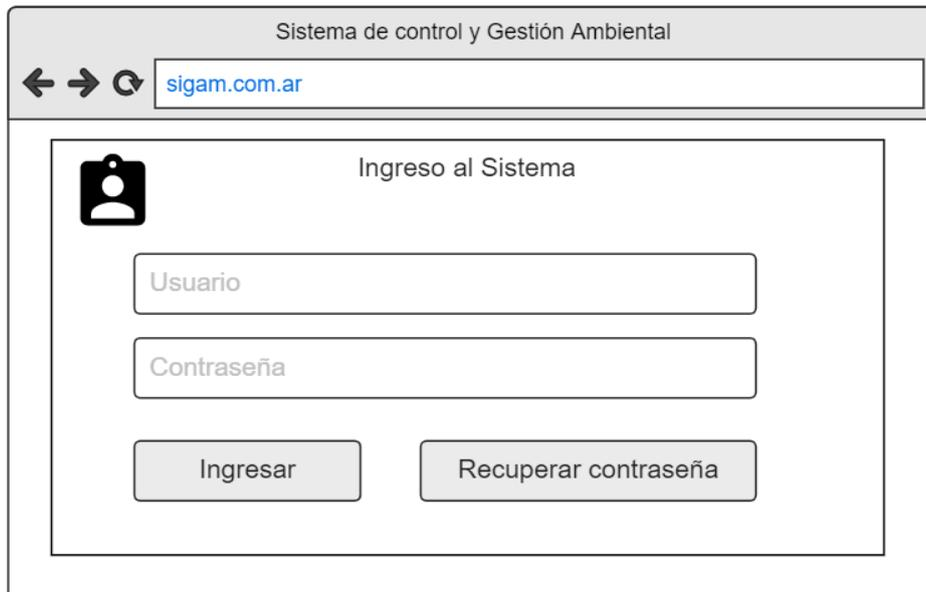 Sistema de control y Gestión Ambiental
sigam.com.ar
Ingreso al Sistema
Usuario
Contraseña
Ingresar
Recuperar contraseña